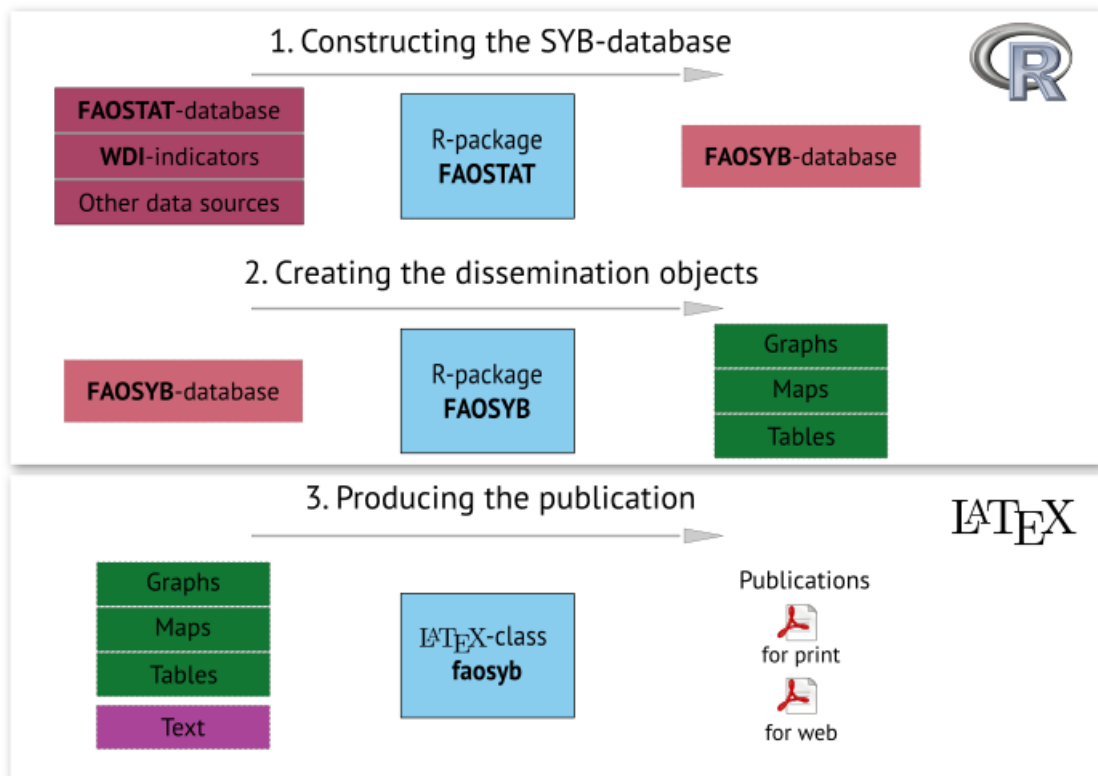 1. Constructing the SYB-database
R
FAOSTAT-database
WDI-indicators
Other data sources
R-package
FAOSTAT
FAOSYB-database
2. Creating the dissemination objects
FAOSYB-database
R-package
FAOSYB
Graphs
Maps
Tables
3. Producing the publication
LATEX
Graphs
Maps
Tables
Text
LATEX-class
faosyb
Publications
for print
for web